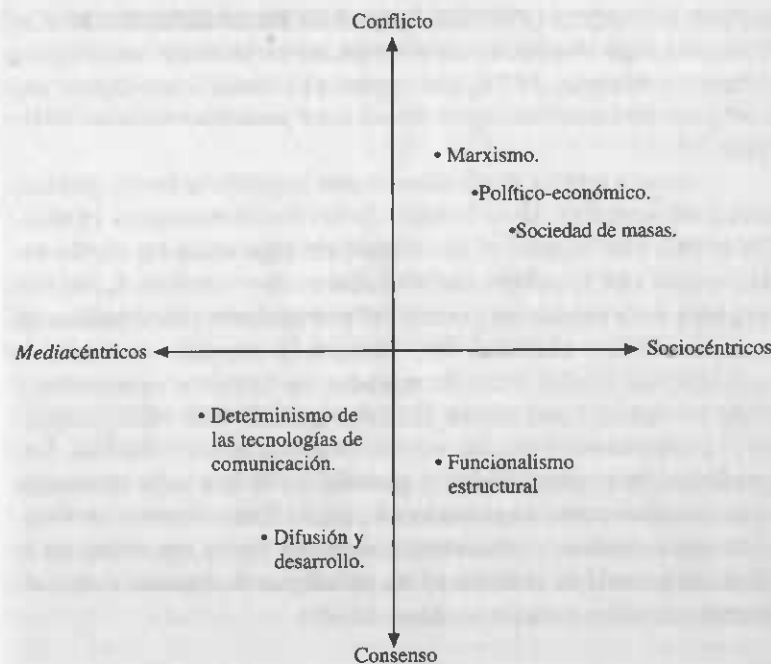 Conflicto
• Marxismo.
•Político-económico.
•Sociedad de masas.
Mediacéntricos
Sociocéntricos
• Determinismo de
las tecnologías de
comunicación.
• Funcionalismo
estructural
• Difusión y
desarrollo.
Consenso